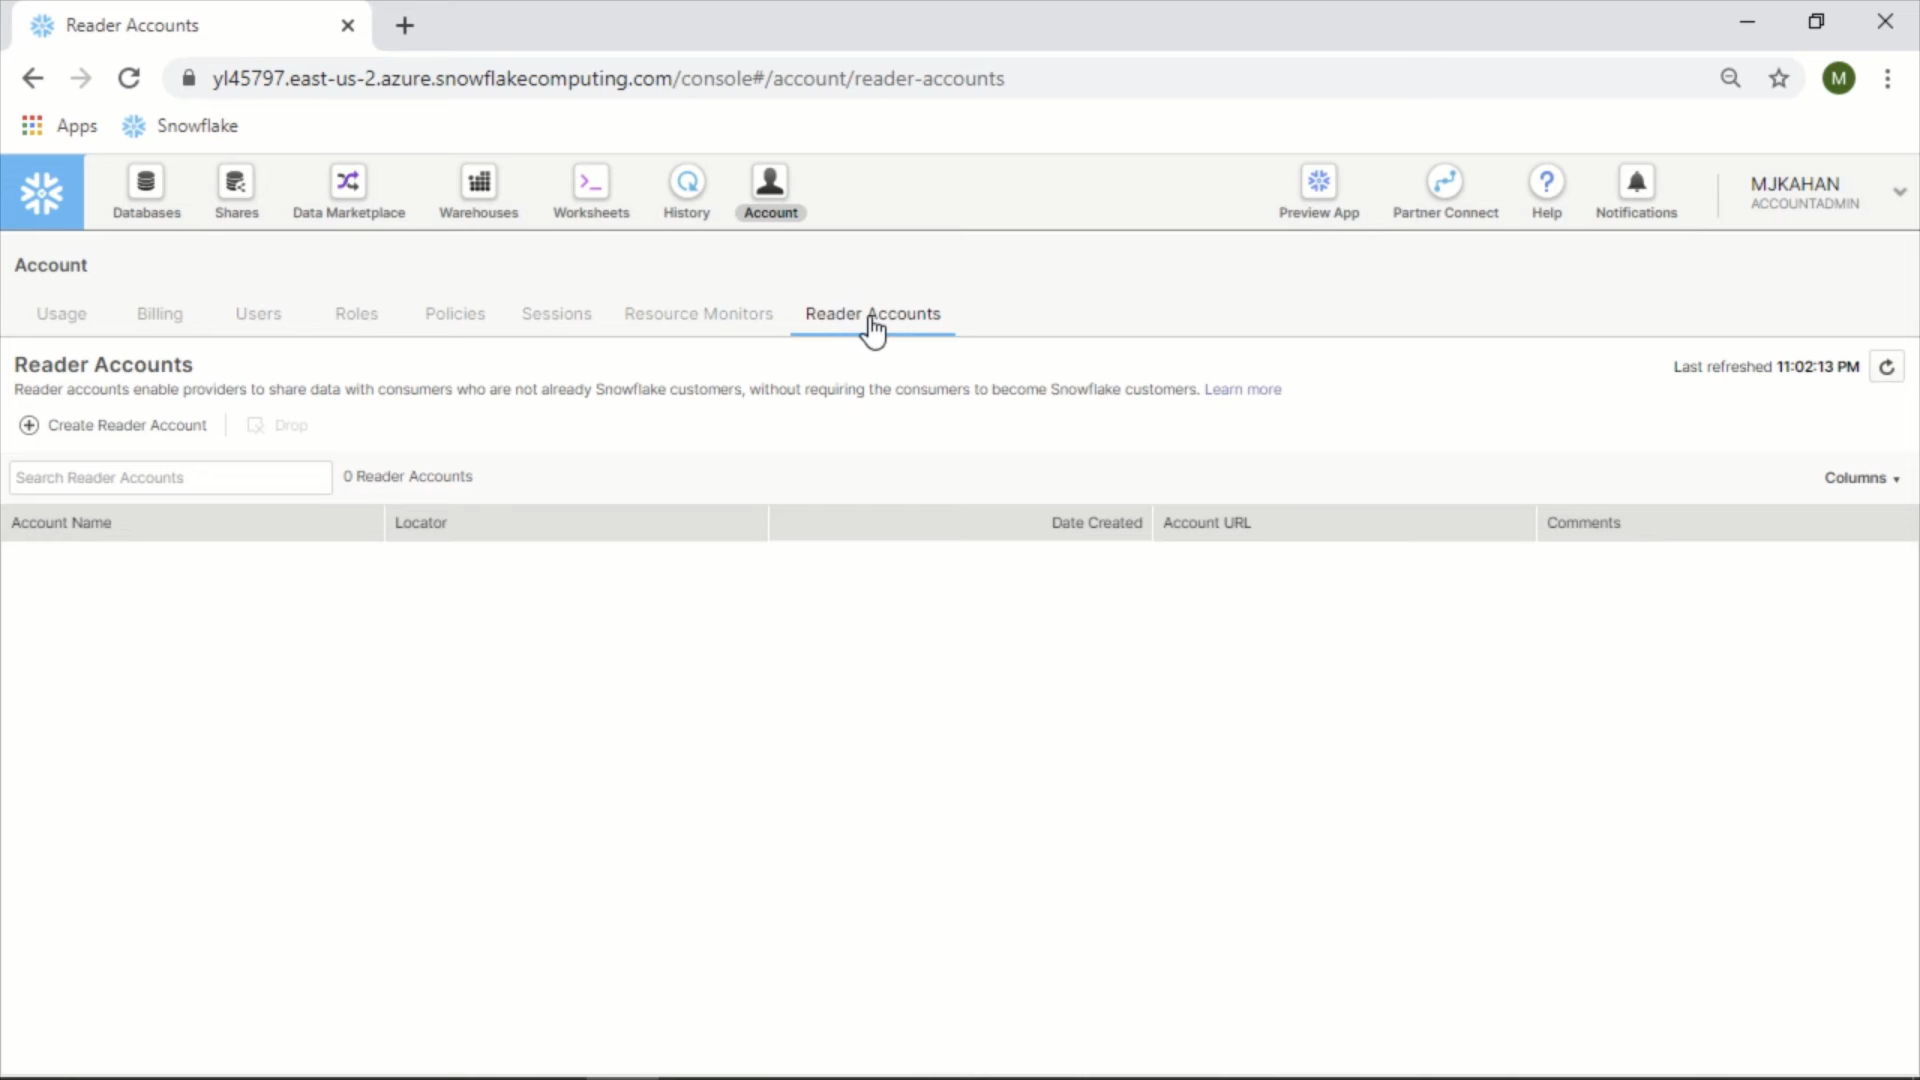 Reader Accounts
yl45797.east-us-2.azure.snowflakecomputing.com/console#/account/reader-accounts
M
Apps Snowflake
Databases Shares Data Marketplace Warehouses Worksheets History Account Preview App Partner Connect Help Notifications
MJKAHAN
ACCOUNTADMIN
Account
Usage Billing Users Roles Policies Sessions Resource Monitors Reader Accounts
Reader Accounts
Last refreshed 11:02:13 PM
Reader accounts enable providers to share data with consumers who are not already Snowflake customers, without requiring the consumers to become Snowflake customers. Learn more
Create Reader Account Drop
Search Reader Accounts 0 Reader Accounts Columns
Account Name Locator Date Created Account URL Comments